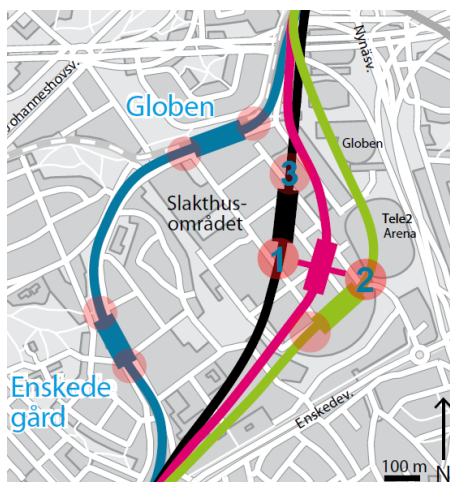 Nynäsv.
Johanneshovsv.
Globen
Globen
3
Slakthus-
området
Tele2
Arena
1
2
Enskede
gård
Enskedev.
100 m
N